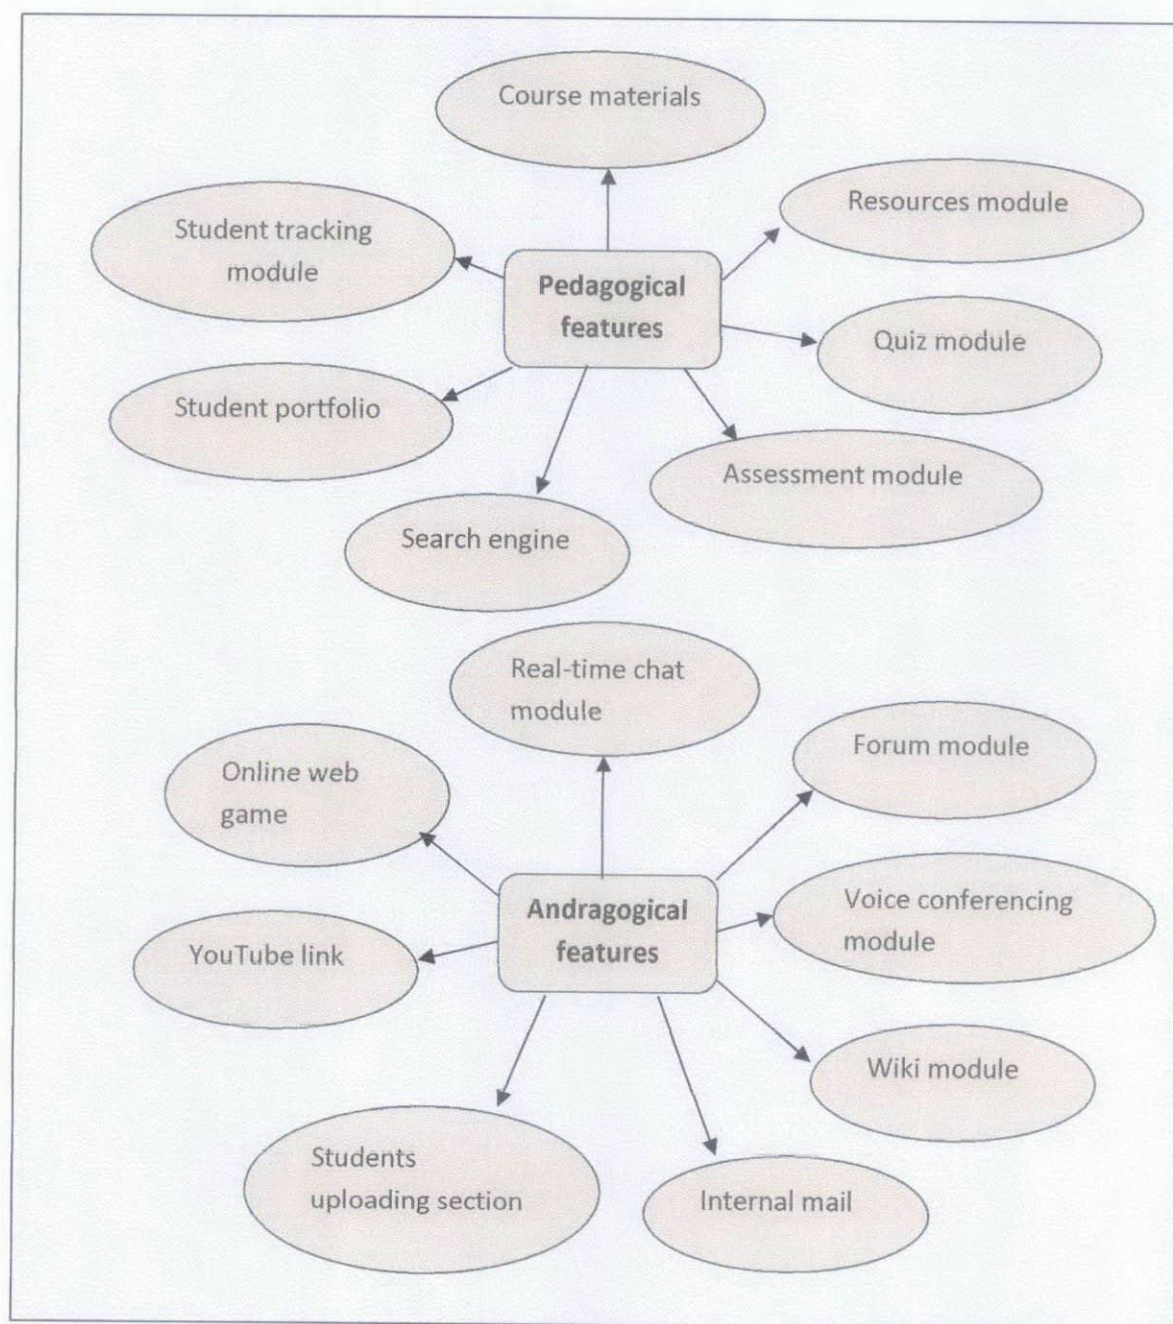 Course materials
Resources module
Student tracking
module
Pedagogical
features
Quiz module
Student portfolio
Assessment module
Search engine
Real-time chat
module
Forum module
Online web
game
Voice conferencing
module
Andragogical
features
YouTube link
Wiki module
Students
uploading section
Internal mail